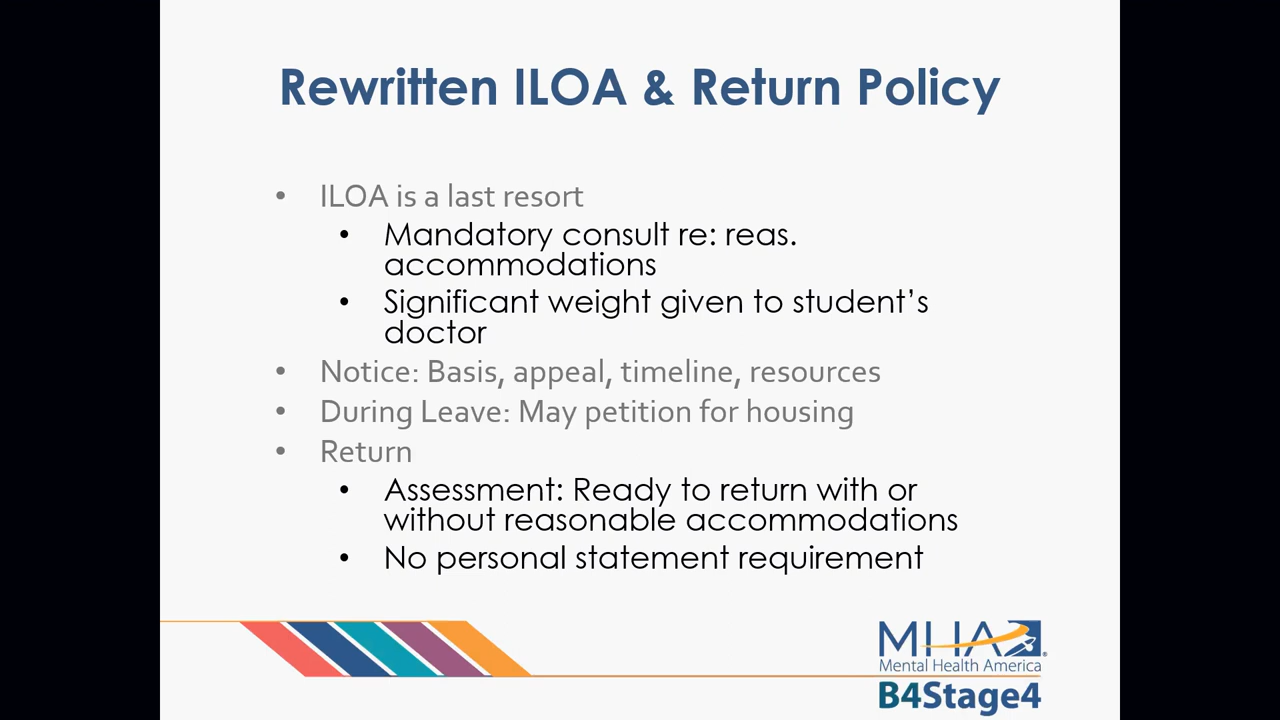 Rewritten ILOA & Return Policy
• ILOA is a last resort
• Mandatory consult re: reas.
accommodations
• Significant weight given to student’s
doctor
• Notice: Basis, appeal, timeline, resources
• During Leave: May petition for housing
• Return
• Assessment: Ready to return with or
without reasonable accommodations
• No personal statement requirement
MHA
Mental Health America
B4Stage4